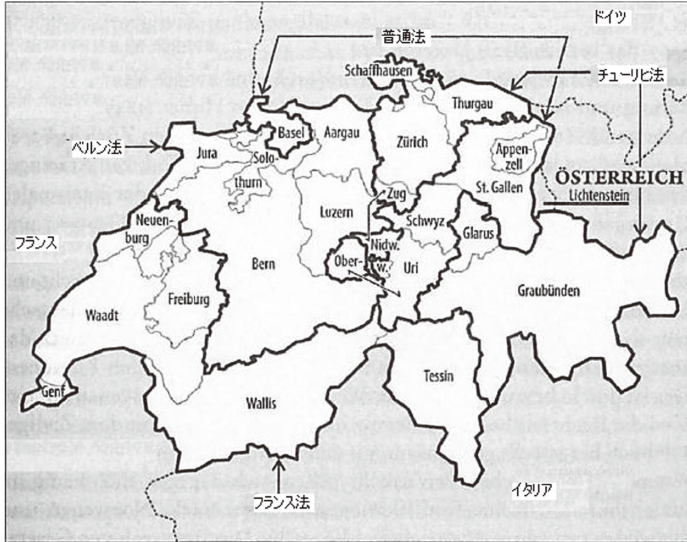 ドイツ
普通法
Schaffhausen
チューリヒ法
Thurgau
Basel
Aargau
Zürich
ベルン法
Jura
Solo-
thurn
Appen-
zell
St. Gallen
ÖSTERREICH
Lichtenstein
Zug
Luzern
Schwyz
Neuen-
burg
フランス
Glarus
Nidw.
Ober-
w.
Uri
Bern
Graubünden
Freiburg
Waadt
Genf
Wallis
Tessin
フランス法
イタリア